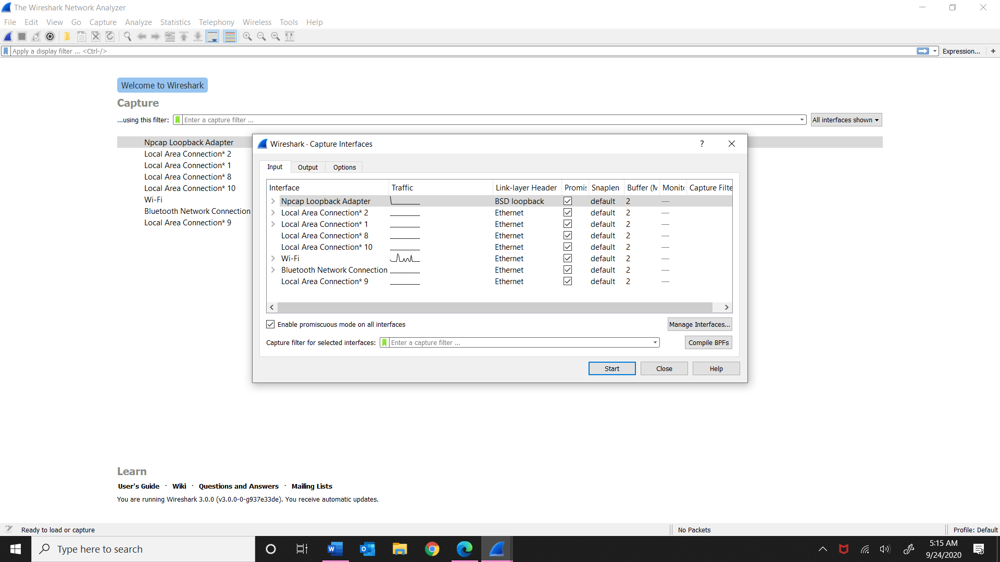 The Wireshark Network Analyzer
File Edit View Go Capture Analyze Statistics Telephony Wireless Tools Help
Apply a display filter ... <Ctrl-/>
Expression... +
Welcome to Wireshark
Capture
...using this filter: Enter a capture filter ... All interfaces shown
Npcap Loopback Adapter
Local Area Connection* 2
Local Area Connection* 1
Local Area Connection* 8
Local Area Connection* 10
Wi-Fi
Bluetooth Network Connection
Local Area Connection* 9
Wireshark · Capture Interfaces
Input Output Options
Interface Traffic Link-layer Header Promis Snaplen Buffer (M Monito Capture Filte
Npcap Loopback Adapter BSD loopback default 2 —
Local Area Connection* 2 Ethernet default 2 —
Local Area Connection* 1 Ethernet default 2 —
Local Area Connection* 8 Ethernet default 2 —
Local Area Connection* 10 Ethernet default 2 —
Wi-Fi Ethernet default 2 —
Bluetooth Network Connection Ethernet default 2 —
Local Area Connection* 9 Ethernet default 2 —
Enable promiscuous mode on all interfaces
Manage Interfaces...
Capture filter for selected interfaces: Enter a capture filter ... Compile BPFs
Start Close Help
Learn
User's Guide · Wiki · Questions and Answers · Mailing Lists
You are running Wireshark 3.0.0 (v3.0.0-0-g937e33de). You receive automatic updates.
Ready to load or capture
No Packets
Profile: Default
Type here to search
5:15 AM
9/24/2020